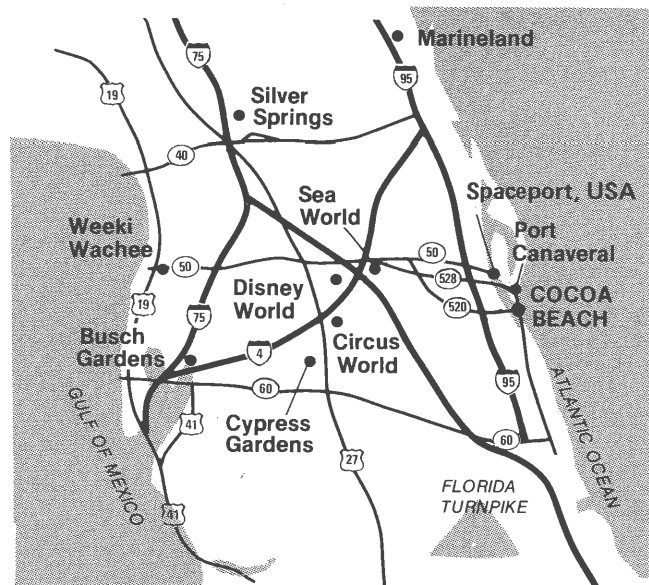 75
Marineland
95
19
Silver
Springs
40
Sea
World
Spaceport, USA
Weeki
Wachee
50
50
Port
Canaveral
528
Disney
World
COCOA
BEACH
19
75
520
Busch
Gardens
4
Circus
World
60
95
ATLANTIC OCEAN
GULF OF MEXICO
41
Cypress
Gardens
60
27
FLORIDA
TURNPIKE
41